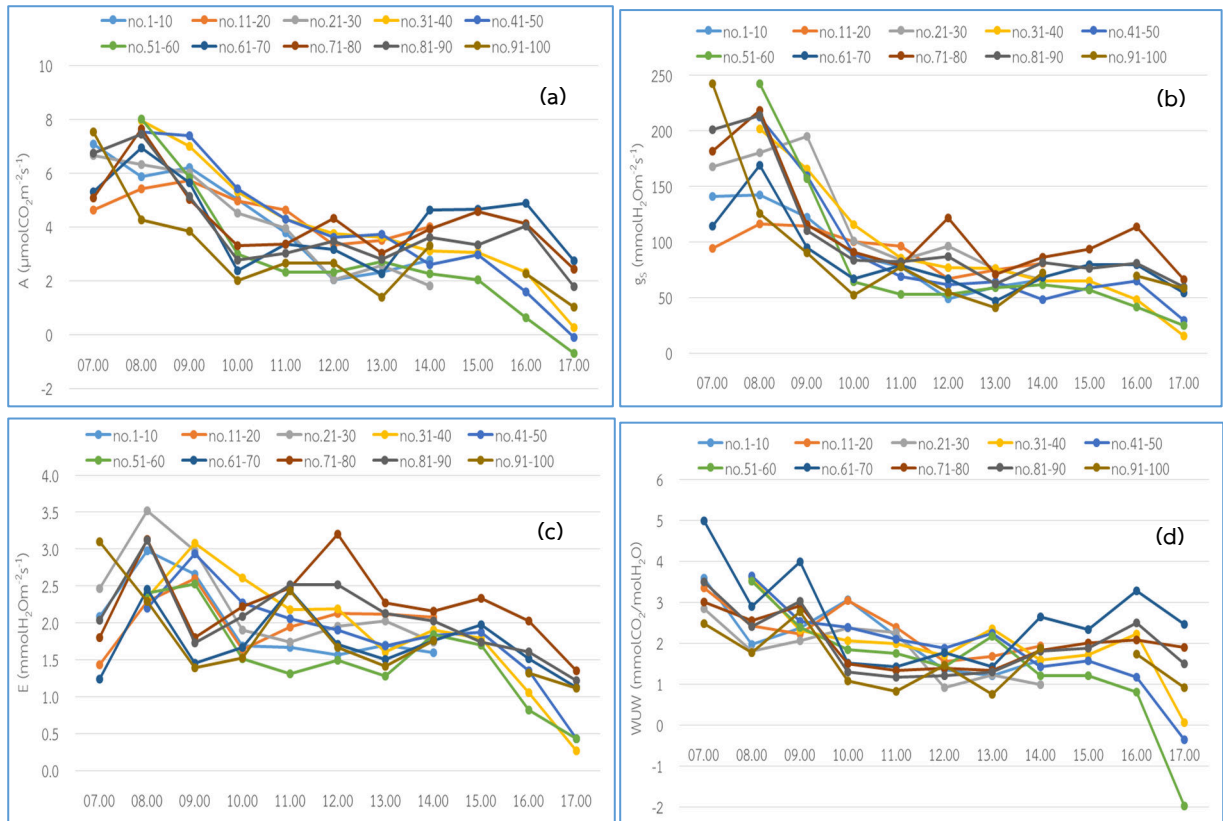 no.1-10 no.11-20 no.21-30 no.31-40 no.41-50
no.51-60 no.61-70 no.71-80 no.81-90 no.91-100
(a)
A (µmolCO₂m⁻²s⁻¹)
10
8
6
4
2
0
-2
07.00 08.00 09.00 10.00 11.00 12.00 13.00 14.00 15.00 16.00 17.00
no.1-10 no.11-20 no.21-30 no.31-40 no.41-50
no.51-60 no.61-70 no.71-80 no.81-90 no.91-100
(b)
gₛ (mmolH₂Om⁻²s⁻¹)
250
200
150
100
50
0
07.00 08.00 09.00 10.00 11.00 12.00 13.00 14.00 15.00 16.00 17.00
no.1-10 no.11-20 no.21-30 no.31-40 no.41-50
no.51-60 no.61-70 no.71-80 no.81-90 no.91-100
(c)
E (mmolH₂Om⁻²s⁻¹)
4.0
3.5
3.0
2.5
2.0
1.5
1.0
0.5
0.0
07.00 08.00 09.00 10.00 11.00 12.00 13.00 14.00 15.00 16.00 17.00
no.1-10 no.11-20 no.21-30 no.31-40 no.41-50
no.51-60 no.61-70 no.71-80 no.81-90 no.91-100
(d)
WUW (mmolCO₂/molH₂O)
6
5
4
3
2
1
0
-1
-2
07.00 08.00 09.00 10.00 11.00 12.00 13.00 14.00 15.00 16.00 17.00